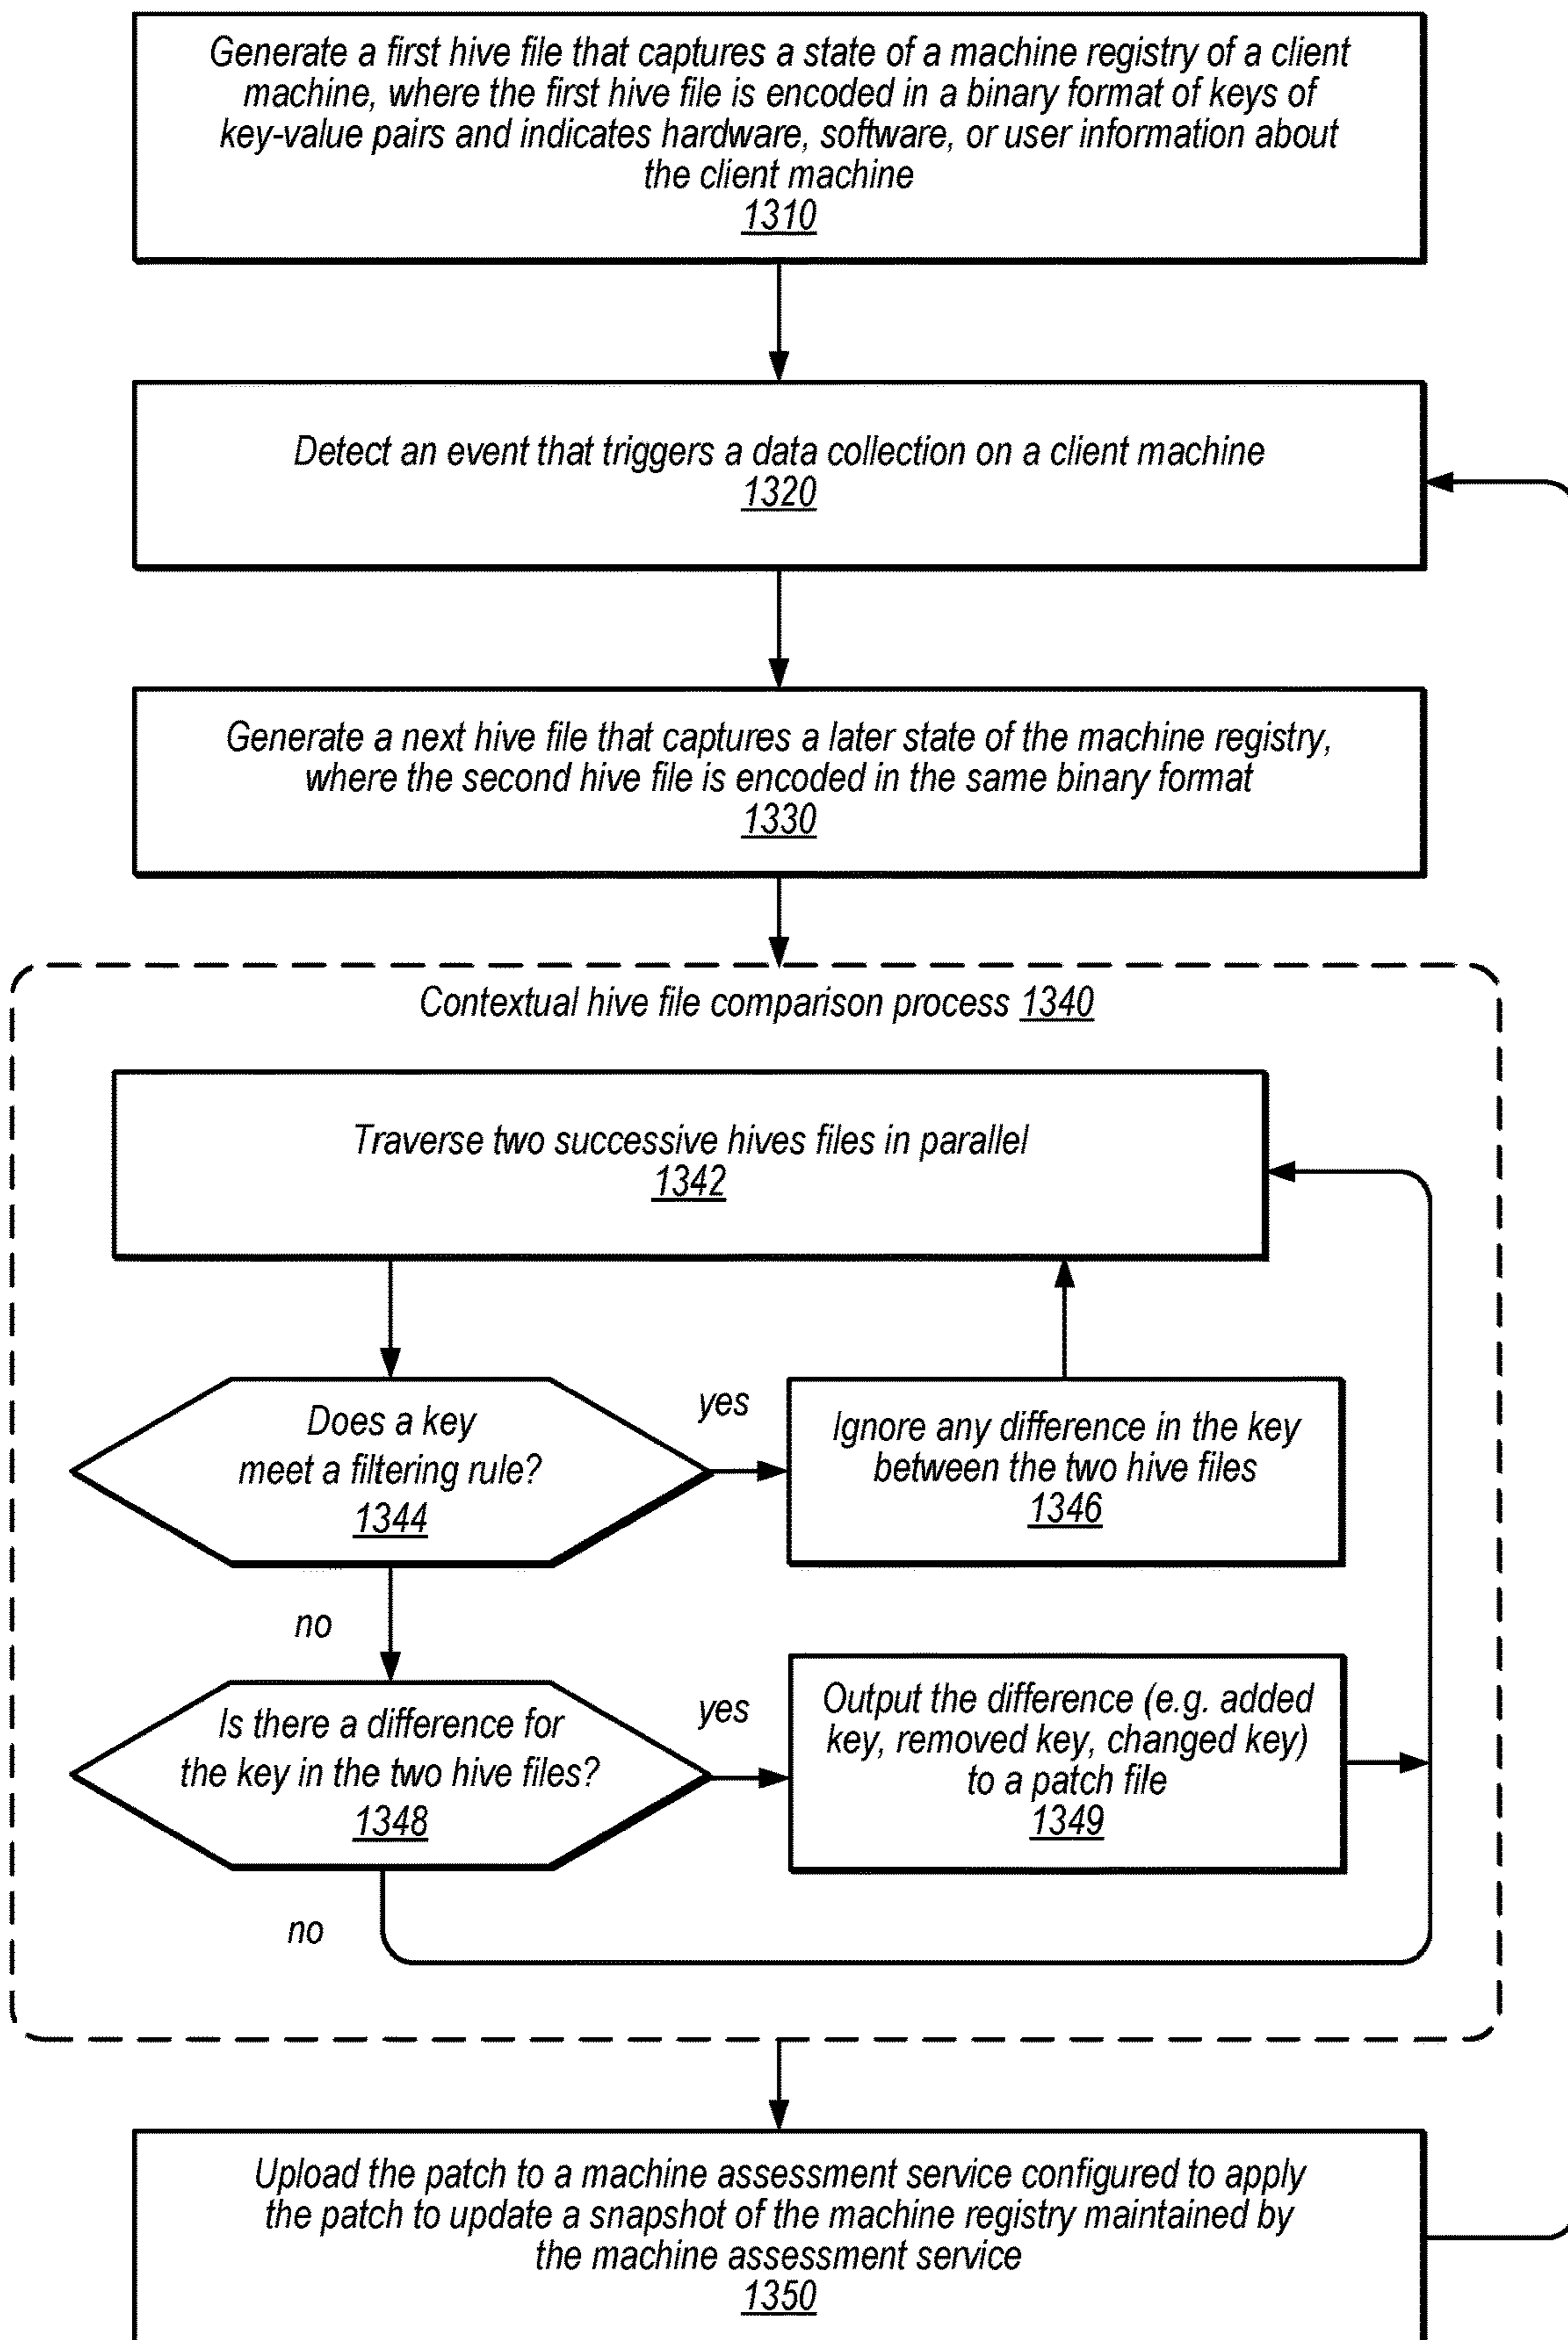 Generate a first hive file that captures a state of a machine registry of a client
machine, where the first hive file is encoded in a binary format of keys of
key-value pairs and indicates hardware, software, or user information about
the client machine
1310
Detect an event that triggers a data collection on a client machine
1320
Generate a next hive file that captures a later state of the machine registry,
where the second hive file is encoded in the same binary format
1330
Contextual hive file comparison process 1340
Traverse two successive hives files in parallel
1342
Does a key
meet a filtering rule?
1344
yes
Ignore any difference in the key
between the two hive files
1346
no
Is there a difference for
the key in the two hive files?
1348
yes
Output the difference (e.g. added
key, removed key, changed key)
to a patch file
1349
no
Upload the patch to a machine assessment service configured to apply
the patch to update a snapshot of the machine registry maintained by
the machine assessment service
1350